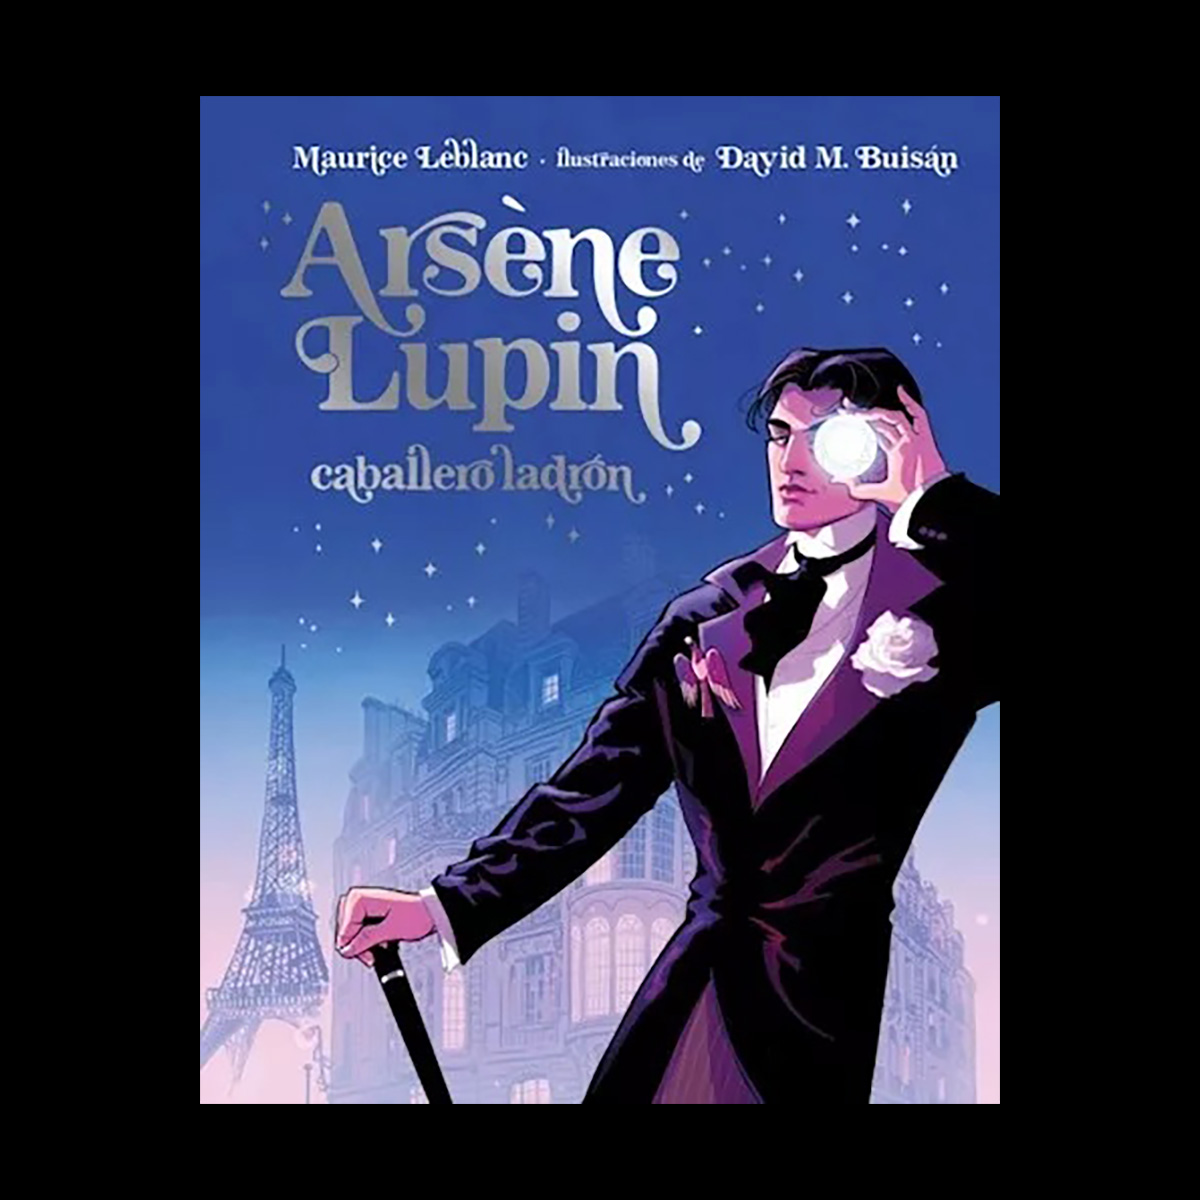 Maurice Leblanc · Ilustraciones de David M. Buisán
Arsène
Lupin
caballero ladrón